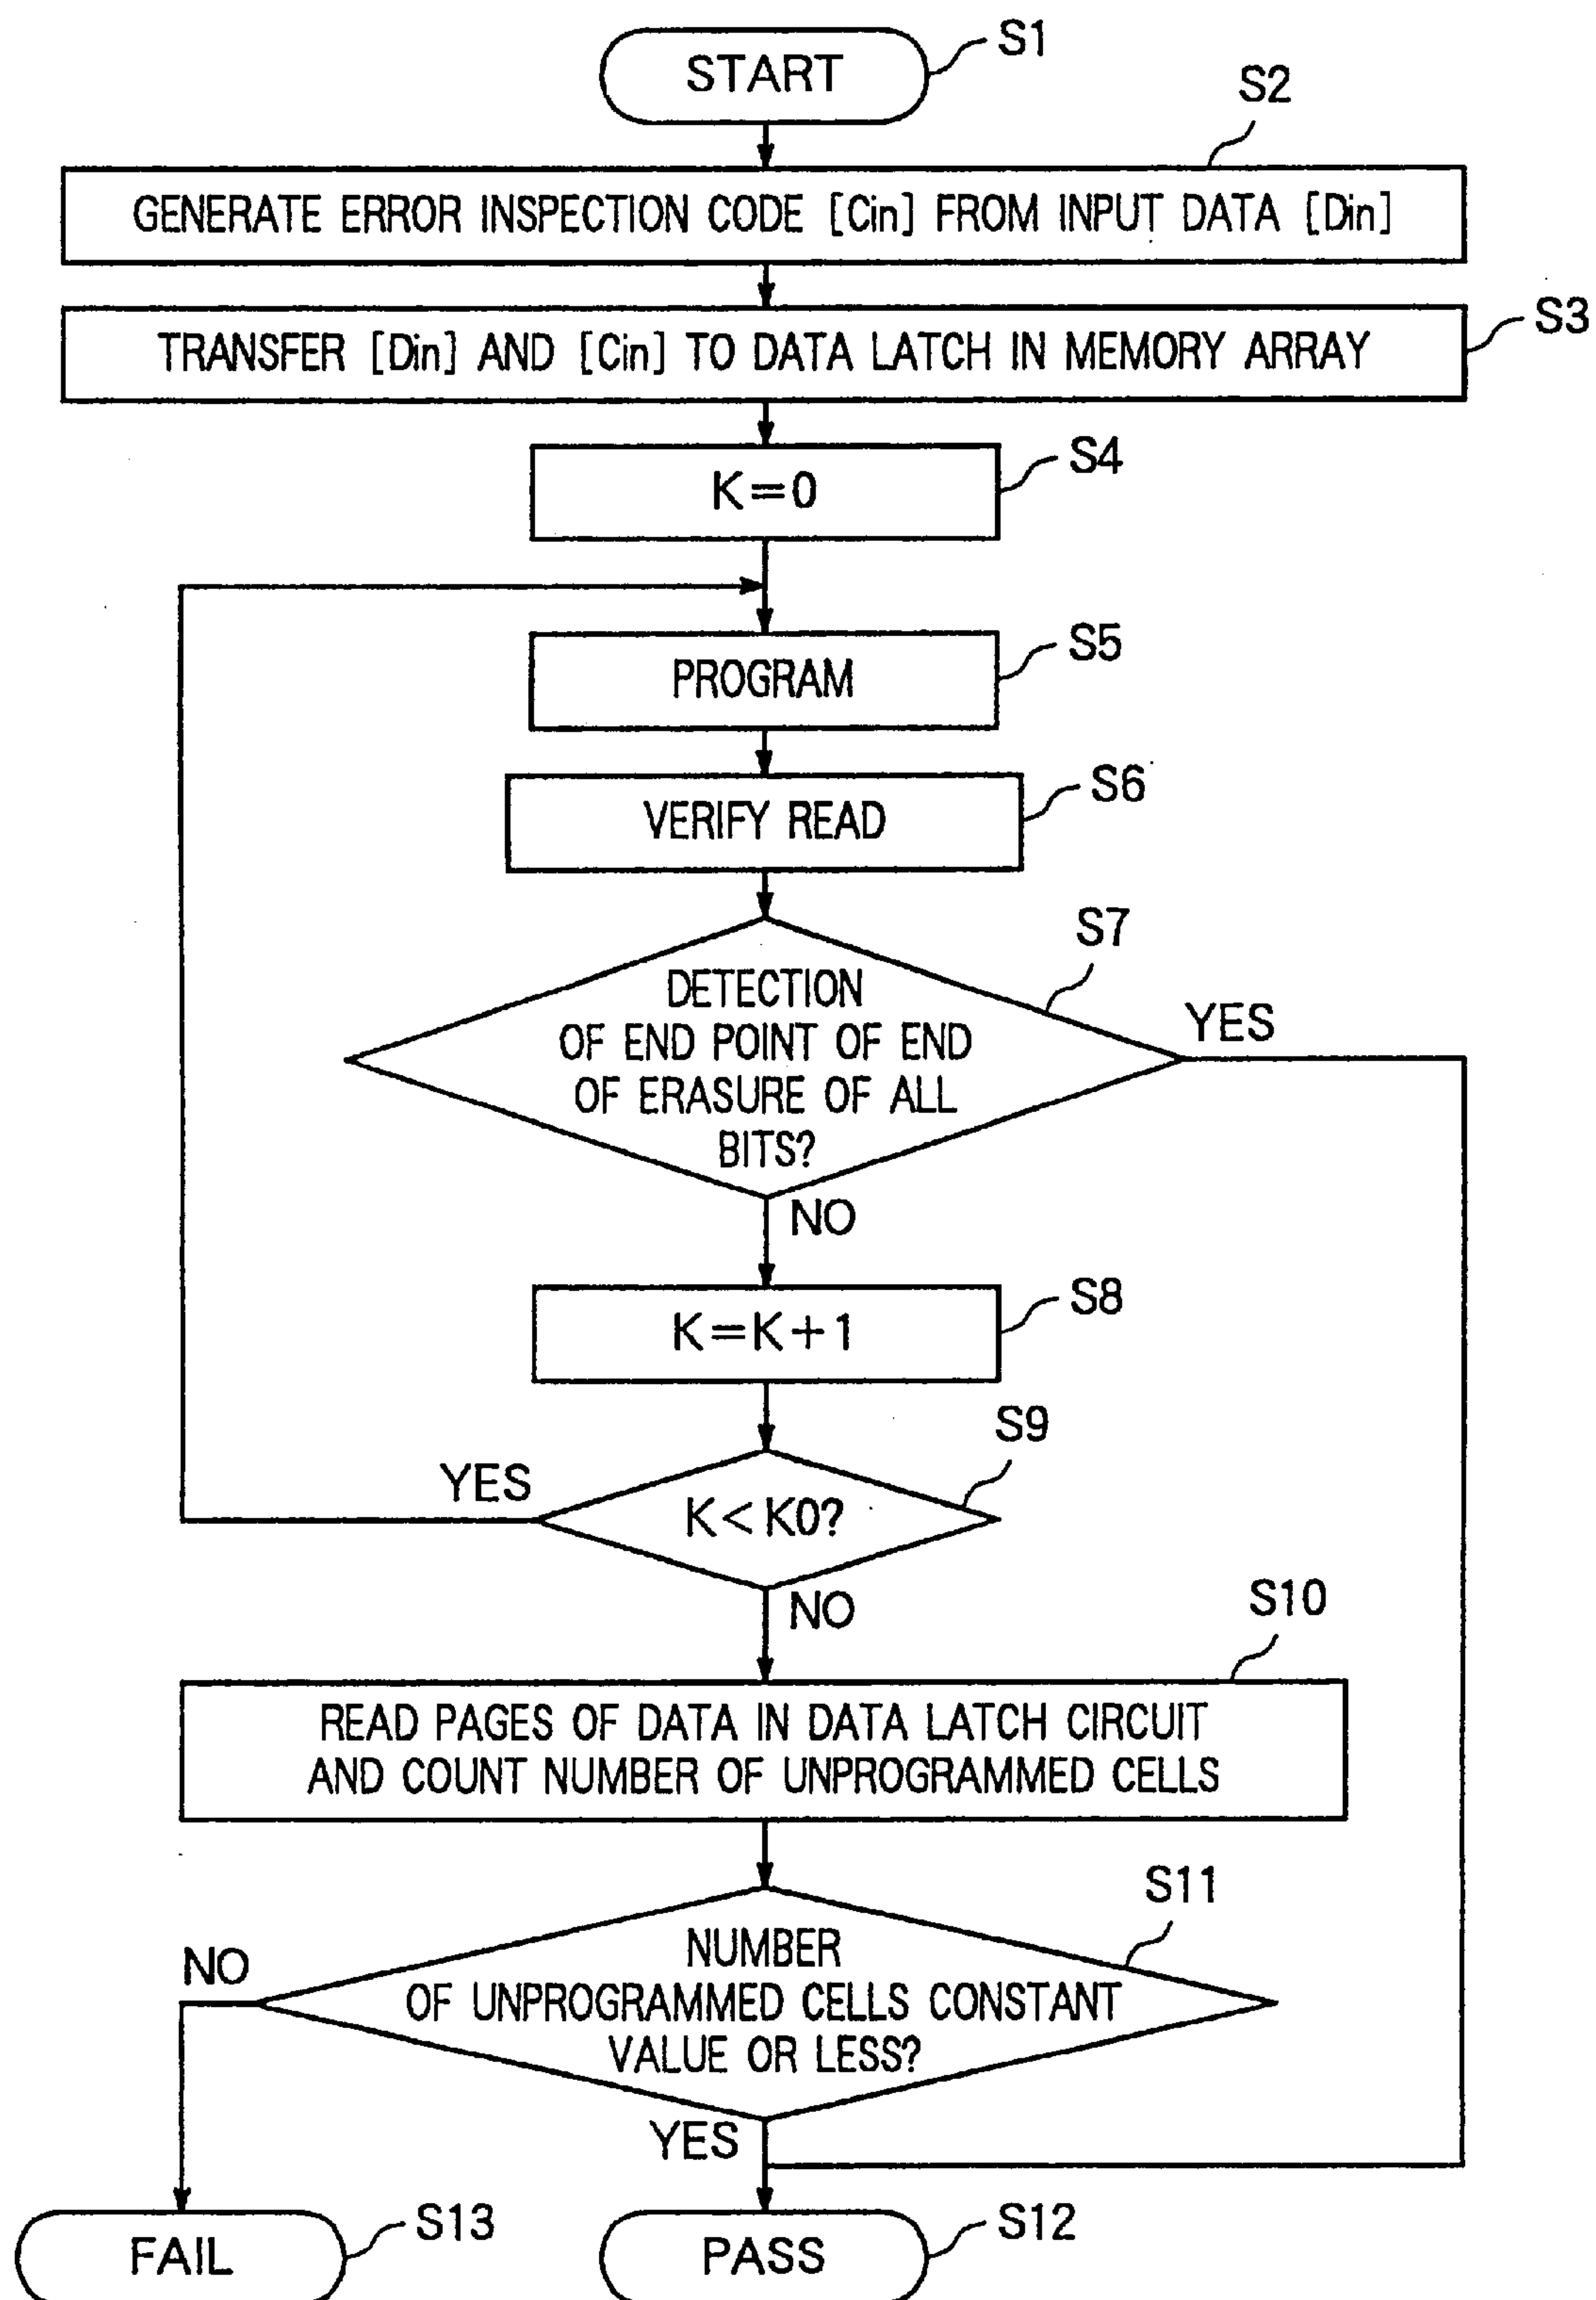 START
S1
S2
GENERATE ERROR INSPECTION CODE [Cin] FROM INPUT DATA [Din]
S3
TRANSFER [Din] AND [Cin] TO DATA LATCH IN MEMORY ARRAY
S4
K=0
S5
PROGRAM
S6
VERIFY READ
S7
DETECTION
OF END POINT OF END
OF ERASURE OF ALL
BITS?
YES
NO
S8
K=K+1
S9
YES
K<K0?
NO
S10
READ PAGES OF DATA IN DATA LATCH CIRCUIT
AND COUNT NUMBER OF UNPROGRAMMED CELLS
S11
NO
NUMBER
OF UNPROGRAMMED CELLS CONSTANT
VALUE OR LESS?
YES
FAIL
S13
PASS
S12